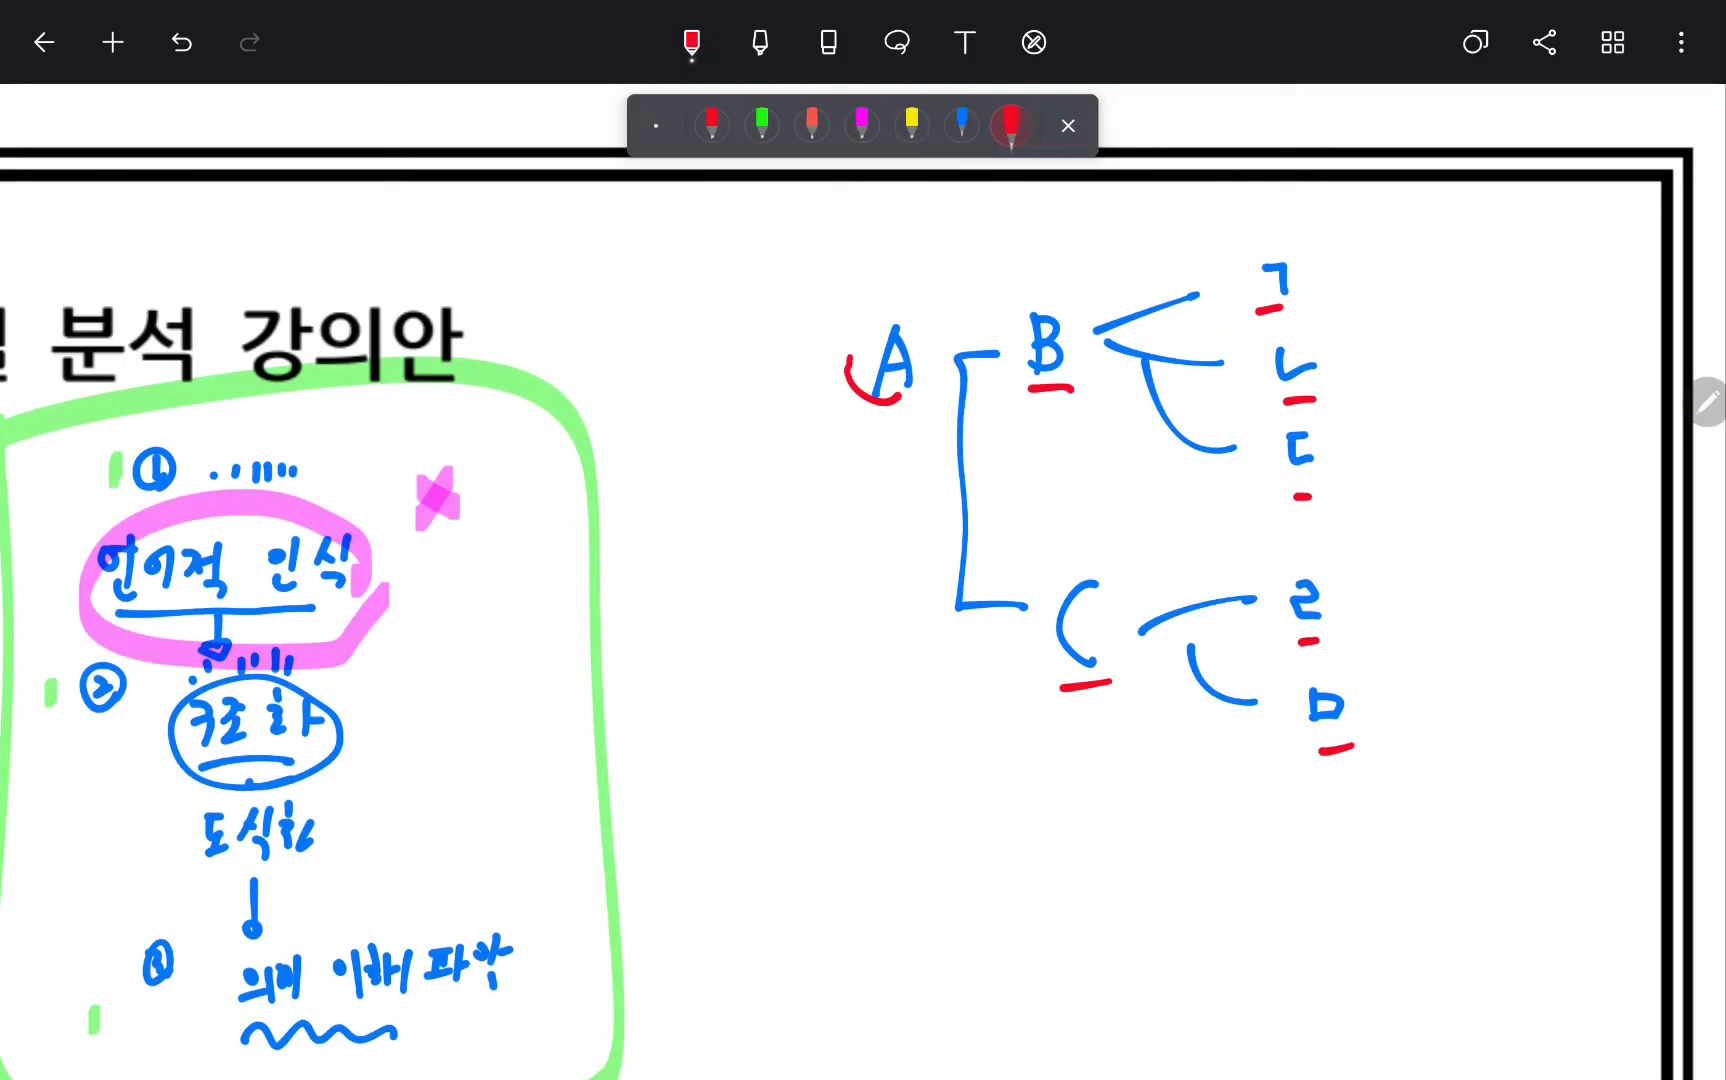 분석 강의안
①
언어적 인식
②
구조화
도식화
③
의미 이해 파악
A B ㄱ
ㄴ
ㄷ
C ㄹ
ㅁ